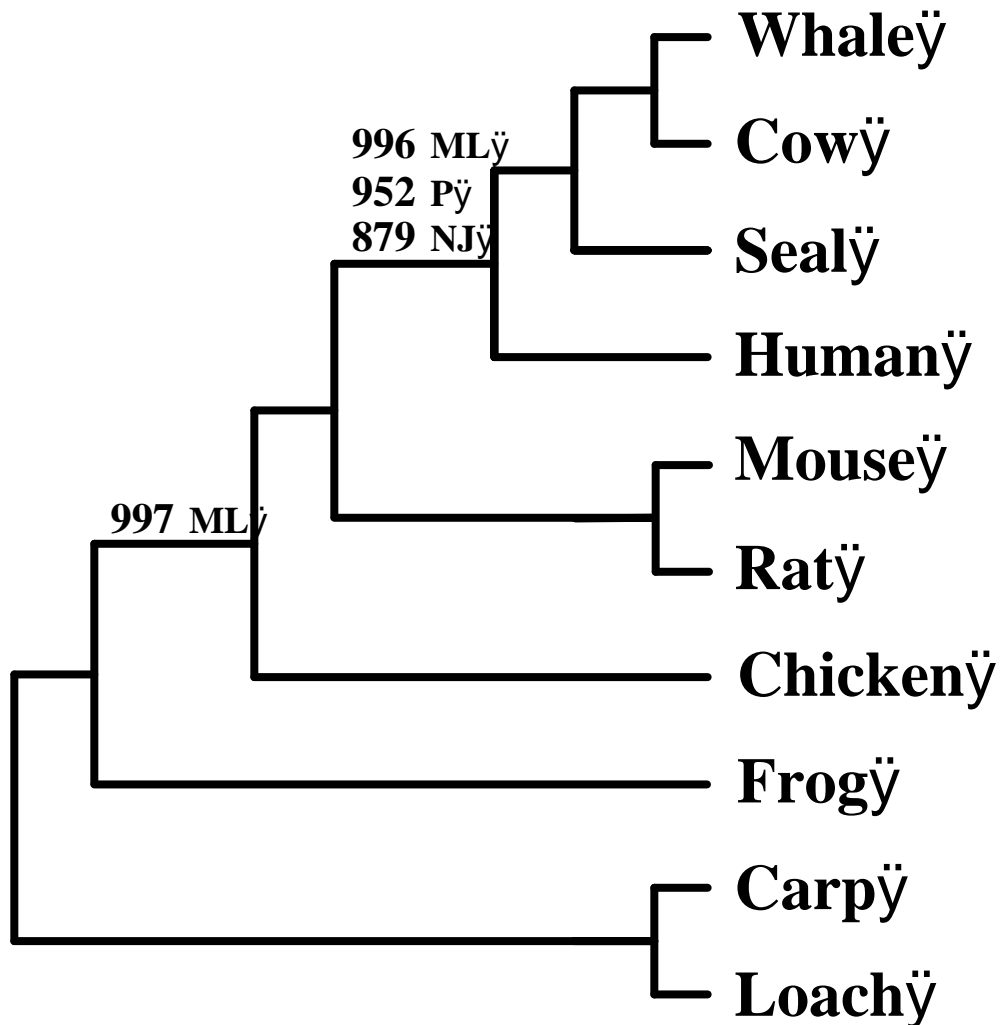 Whaleÿ
996 MLÿ
Cowÿ
952 Pÿ
879 NJÿ
Sealÿ
Humanÿ
Mouseÿ
997 MLÿ
Ratÿ
Chickenÿ
Frogÿ
Carpÿ
Loachÿ